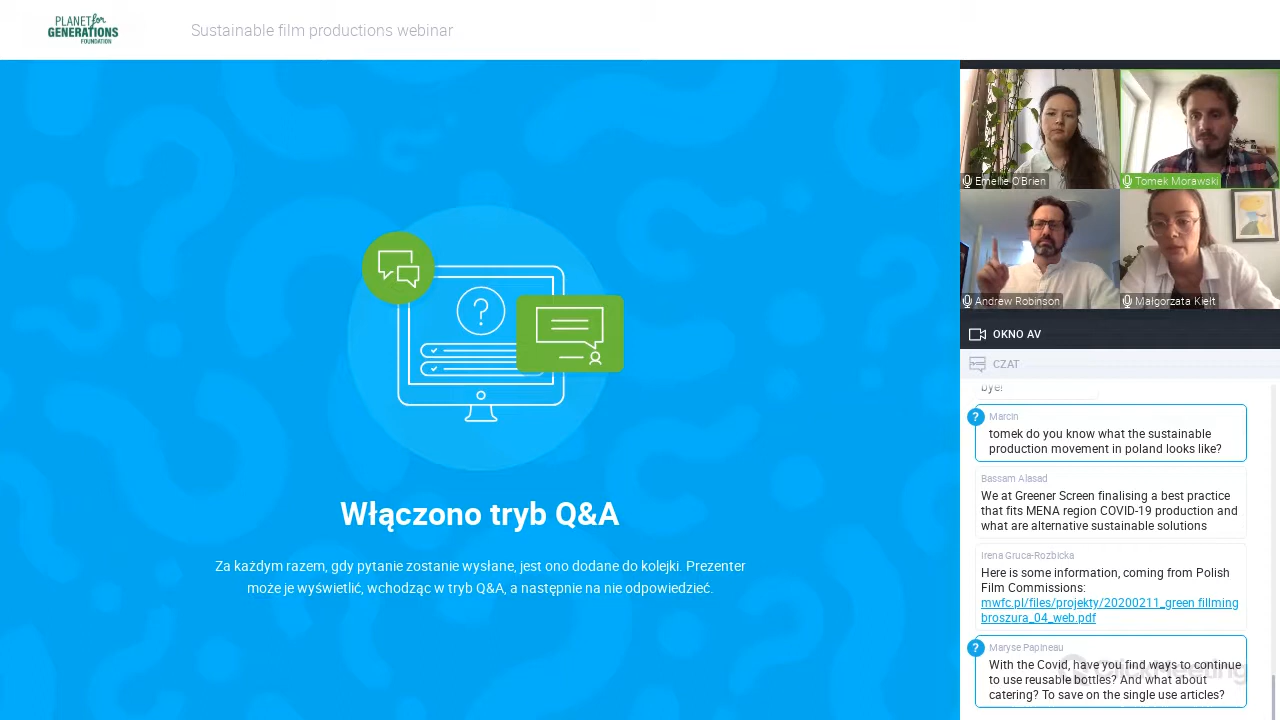 PLANET for
GENERATIONS
FOUNDATION
Sustainable film productions webinar
Emellie O'Brien
Tomek Morawski
Andrew Robinson
Małgorzata Kiełt
OKNO AV
CZAT
bye!
?
Marcin
tomek do you know what the sustainable
production movement in poland looks like?
Bassam Alasad
We at Greener Screen finalising a best practice
that fits MENA region COVID-19 production and
what are alternative sustainable solutions
Irena Gruca-Rozbicka
Here is some information, coming from Polish
Film Commissions:
mwfc.pl/files/projekty/20200211_green fillming
broszura_04_web.pdf
?
Maryse Papineau
With the Covid, have you find ways to continue
to use reusable bottles? And what about
catering? To save on the single use articles?
?
Włączono tryb Q&A
Za każdym razem, gdy pytanie zostanie wysłane, jest ono dodane do kolejki. Prezenter
może je wyświetlić, wchodząc w tryb Q&A, a następnie na nie odpowiedzieć.